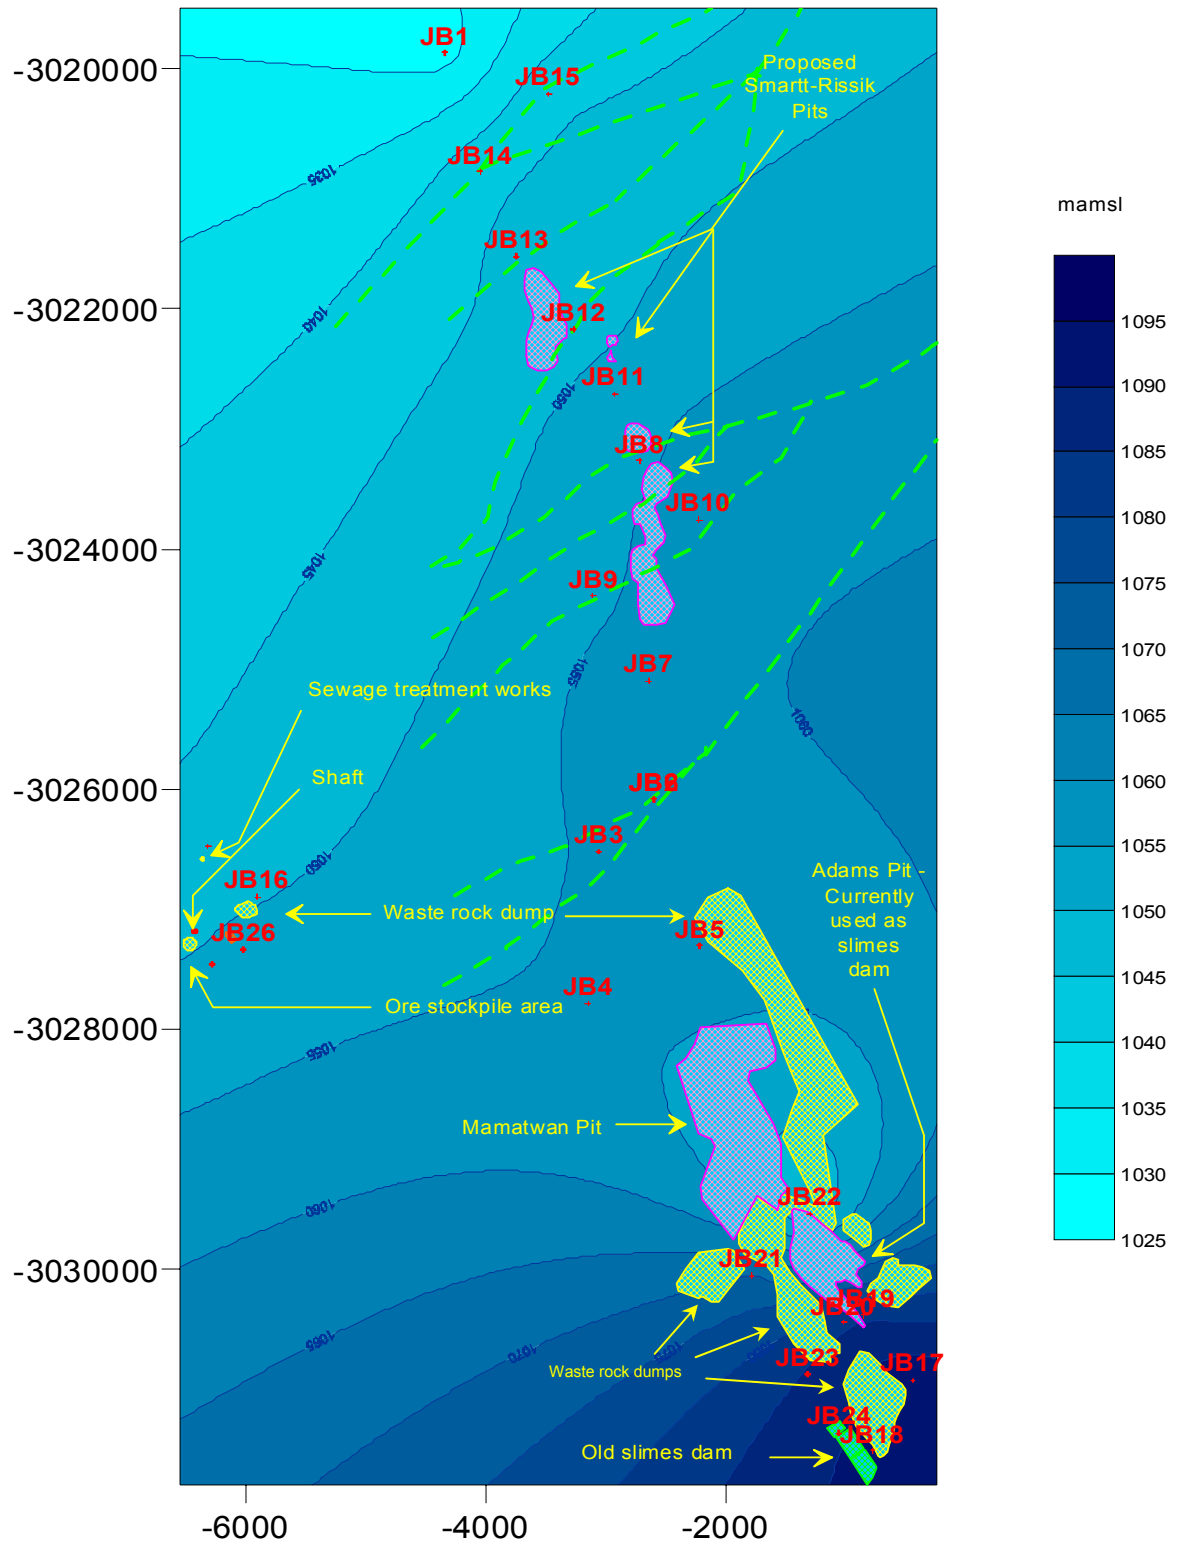 JB1
-3020000
JB15
Proposed
Smartt-Rissik
Pits
JB14
1035
mamsl
JB13
-3022000
JB12
1040
1095
JB11
1090
1050
JB8
1085
JB10
1080
-3024000
1045
JB9
1075
JB7
1055
1070
Sewage treatment works
1060
1065
Shaft
-3026000
1060
JB3
1055
Adams Pit -
Currently
used as
slimes
dam
JB16
1050
Waste rock dump
1050
JB5
JB26
1045
JB4
Ore stockpile area
-3028000
1055
1040
1035
Mamatwan Pit
1030
JB22
1060
1025
JB21
-3030000
JB19
JB20
1065
1070
JB23
Waste rock dumps
JB17
JB24
JB18
Old slimes dam
-6000
-4000
-2000